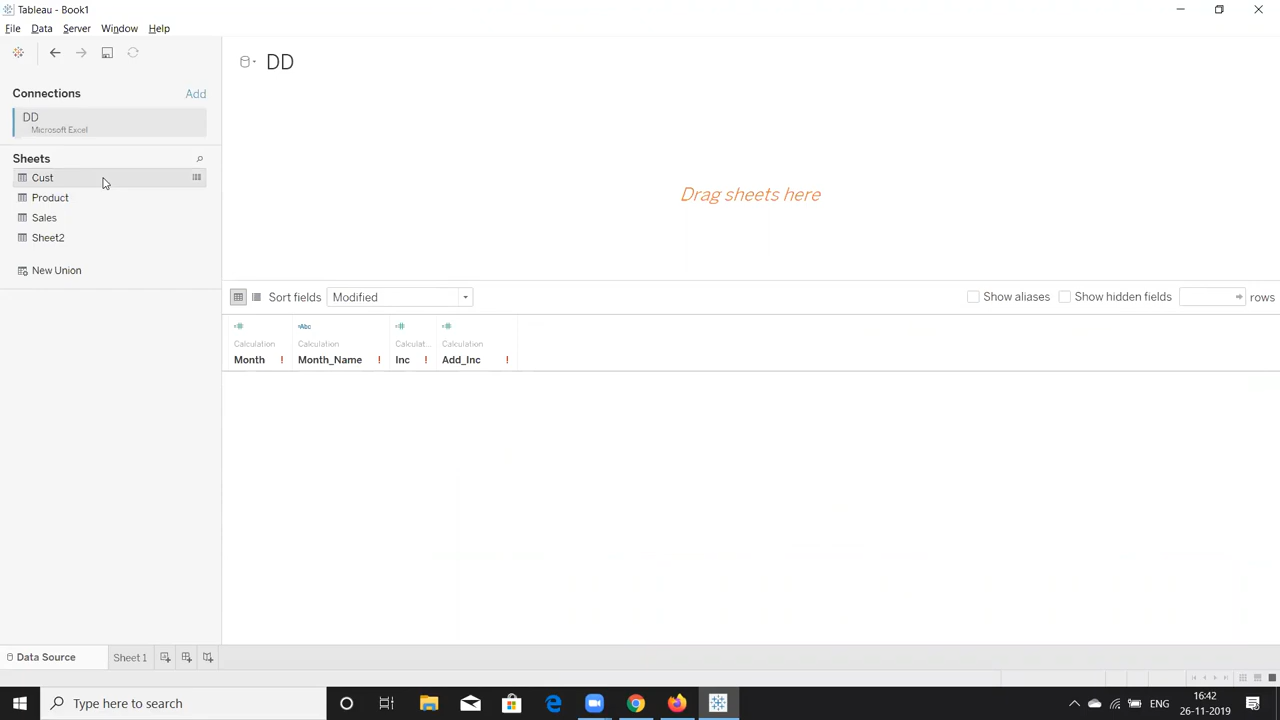 Tableau - Book1
File Data Server Window Help
Connections Add
DD
Microsoft Excel
Sheets
Cust
Product
Sales
Sheet2
New Union
DD
Drag sheets here
Sort fields Modified Show aliases Show hidden fields rows
Abc
Calculation Calculation Calculat... Calculation
Month ! Month_Name ! Inc ! Add_Inc !
Data Source Sheet 1
Type here to search
ENG
16:42
26-11-2019